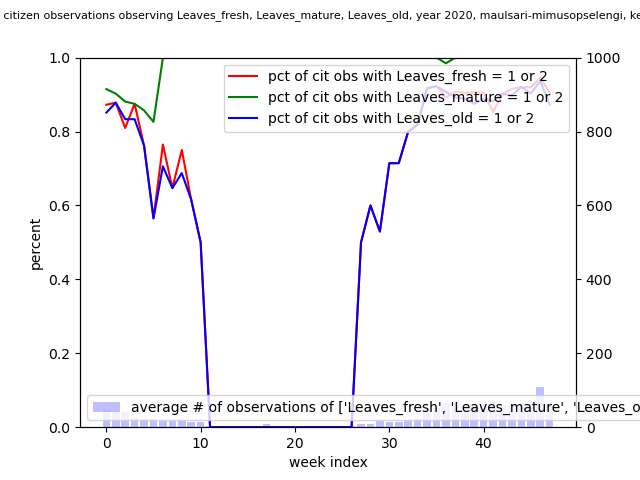 citizen observations observing Leaves_fresh, Leaves_mature, Leaves_old, year 2020, maulsari-mimusopselengi, ke
1.0
0.8
0.6
0.4
0.2
0.0
percent
1000
800
600
400
200
0
pct of cit obs with Leaves_fresh = 1 or 2
pct of cit obs with Leaves_mature = 1 or 2
pct of cit obs with Leaves_old = 1 or 2
average # of observations of ['Leaves_fresh', 'Leaves_mature', 'Leaves_o
0 10 20 30 40
week index